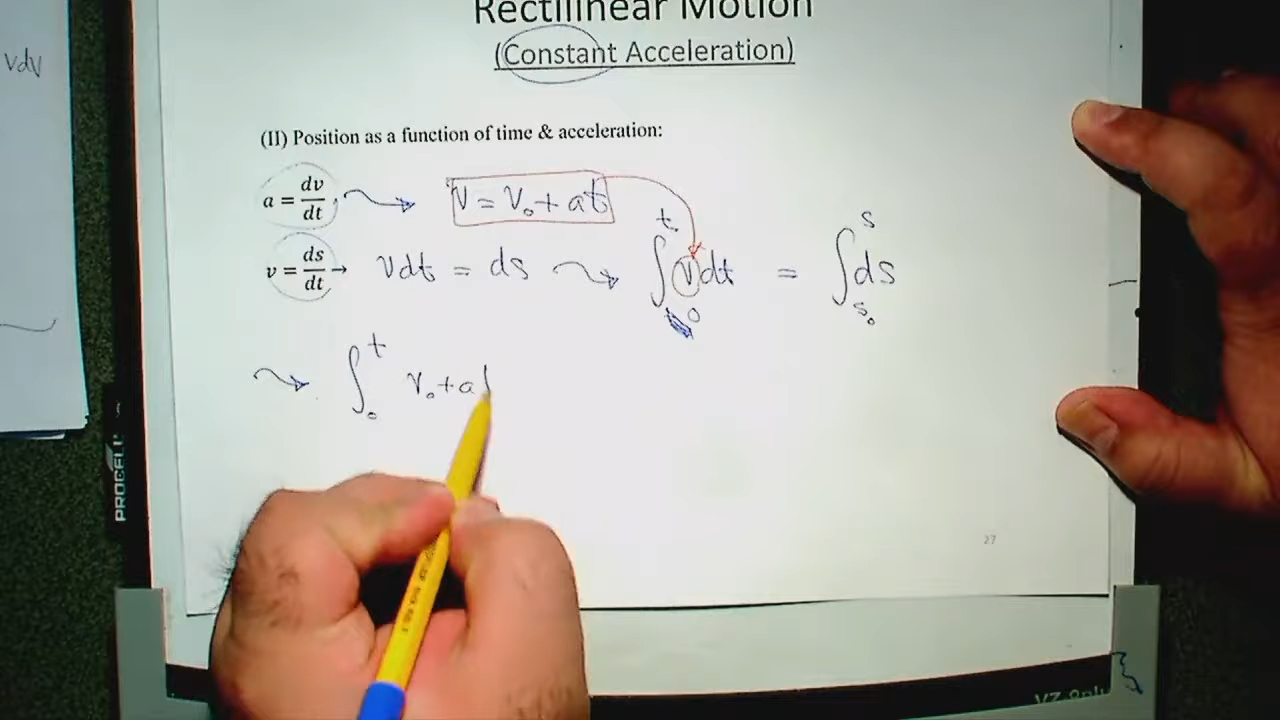 Rectilinear Motion
(Constant Acceleration)
vdv
(II) Position as a function of time & acceleration:
a = dv/dt, v = v₀ + at
v = ds/dt → vdt = ds ∫₀ᵗ vdt = ∫ₛ₀ˢ ds
∫₀ᵗ v₀ + a
27
PROCELL